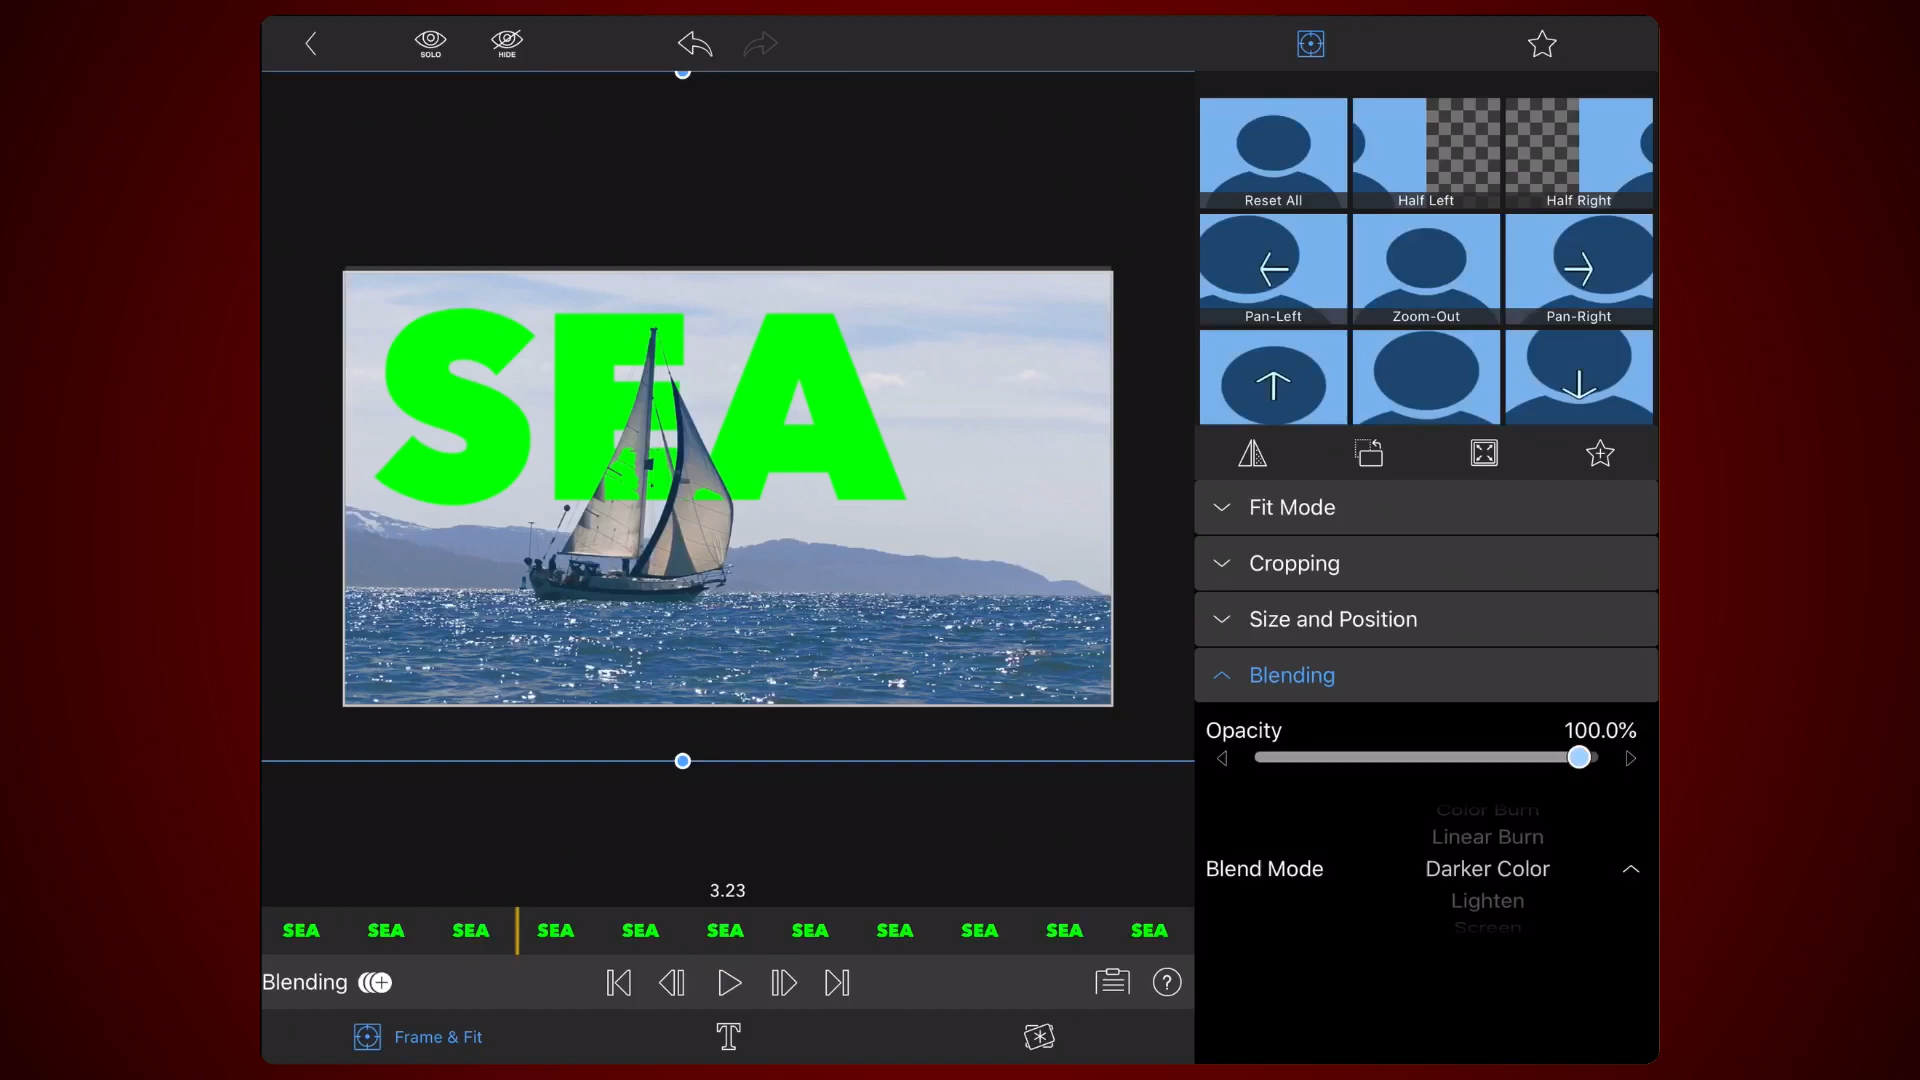 SOLO
HIDE
Reset All
Half Left
Half Right
Pan-Left
Zoom-Out
Pan-Right
SEA
Fit Mode
Cropping
Size and Position
Blending
Opacity
100.0%
Color Burn
Linear Burn
Blend Mode
Darker Color
Lighten
Screen
3.23
SEA SEA SEA SEA SEA SEA SEA SEA SEA SEA SEA
Blending
?
Frame & Fit
T